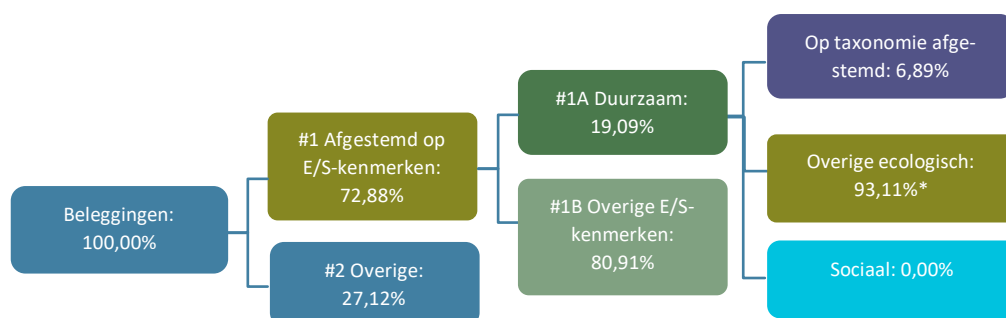 Beleggingen:
100,00%
#1 Afgestemd op
E/S-kenmerken:
72,88%
#2 Overige:
27,12%
#1A Duurzaam:
19,09%
#1B Overige E/S-
kenmerken:
80,91%
Op taxonomie afge-
stemd: 6,89%
Overige ecologisch:
93,11%*
Sociaal: 0,00%